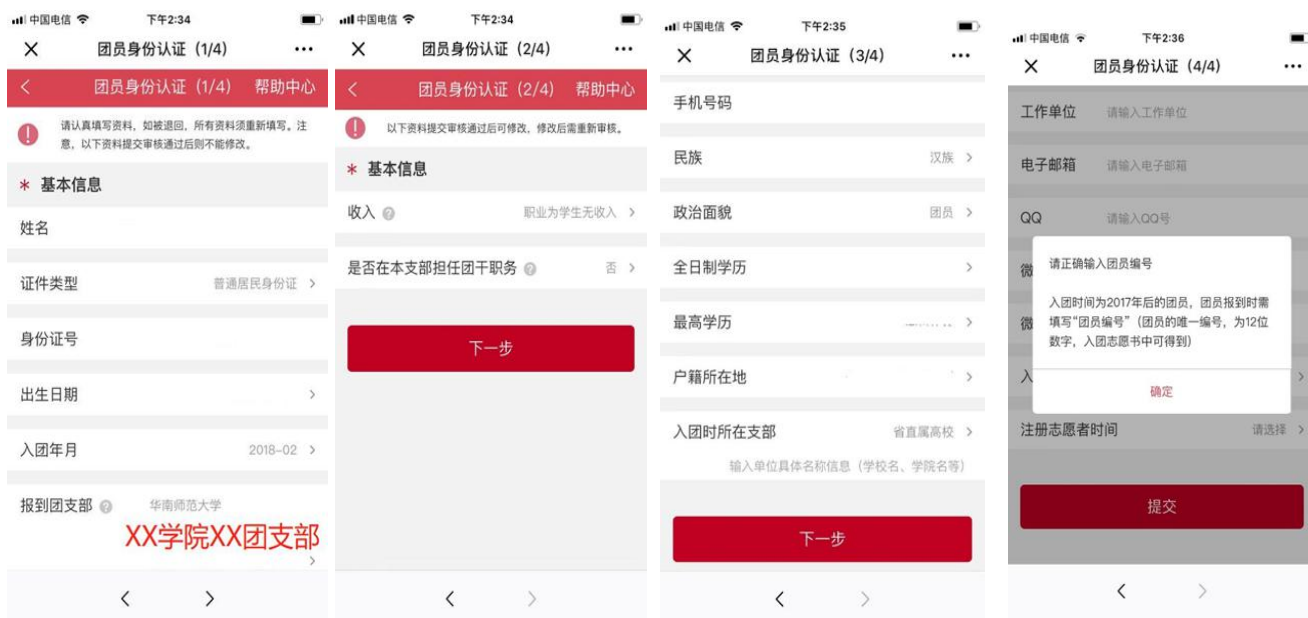 中国电信 下午2:34
团员身份认证（1/4）
团员身份认证（1/4） 帮助中心
请认真填写资料，如被退回，所有资料须重新填写。注
意，以下资料提交审核通过后则不能修改。
* 基本信息
姓名
证件类型 普通居民身份证
身份证号
出生日期
入团年月 2018-02
报到团支部 华南师范大学
XX学院XX团支部
中国电信 下午2:34
团员身份认证（2/4）
团员身份认证（2/4） 帮助中心
以下资料提交审核通过后可修改，修改后需重新审核。
* 基本信息
收入 职业为学生无收入
是否在本支部担任团干职务 否
下一步
中国电信 下午2:35
团员身份认证（3/4）
手机号码
民族 汉族
政治面貌 团员
全日制学历
最高学历
户籍所在地
入团时所在支部 省直属高校
输入单位具体名称信息（学校名、学院名等）
下一步
中国电信 下午2:36
团员身份认证（4/4）
工作单位 请输入工作单位
电子邮箱 请输入电子邮箱
QQ 请输入QQ号
微
请正确输入团员编号
入团时间为2017年后的团员，团员报到时需
微 填写“团员编号”（团员的唯一编号，为12位
数字，入团志愿书中可得到）
入 确定
注册志愿者时间 请选择
提交